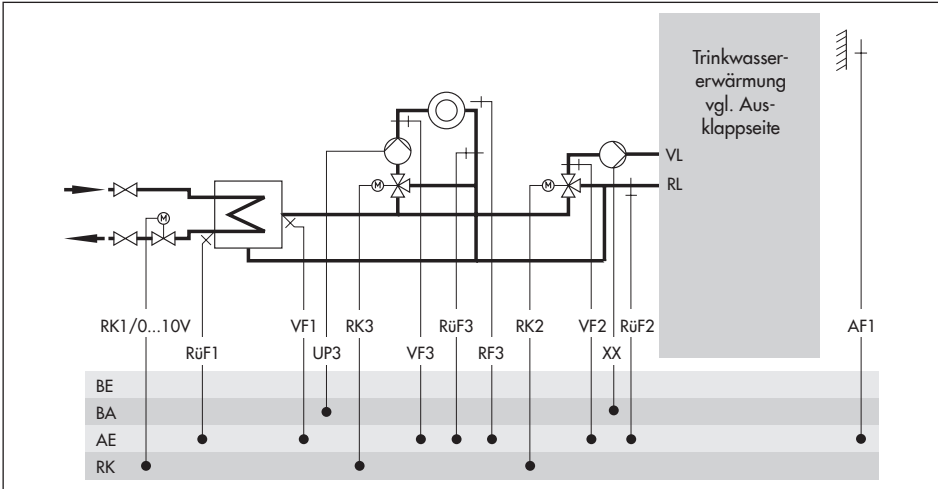 Trinkwasser-
erwärmung
vgl. Aus-
klappseite
VL
RL
M
M
M
RK1/0...10V
VF1
RK3
RüF3
RK2
VF2
RüF2
AF1
RüF1
UP3
VF3
RF3
XX
BE
BA
AE
RK